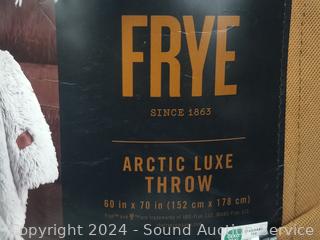 FRYE
SINCE 1863
ARCTIC LUXE
THROW
60 in x 70 in (152 cm x 178 cm)
Copyright 2024 - Sound Auction Service